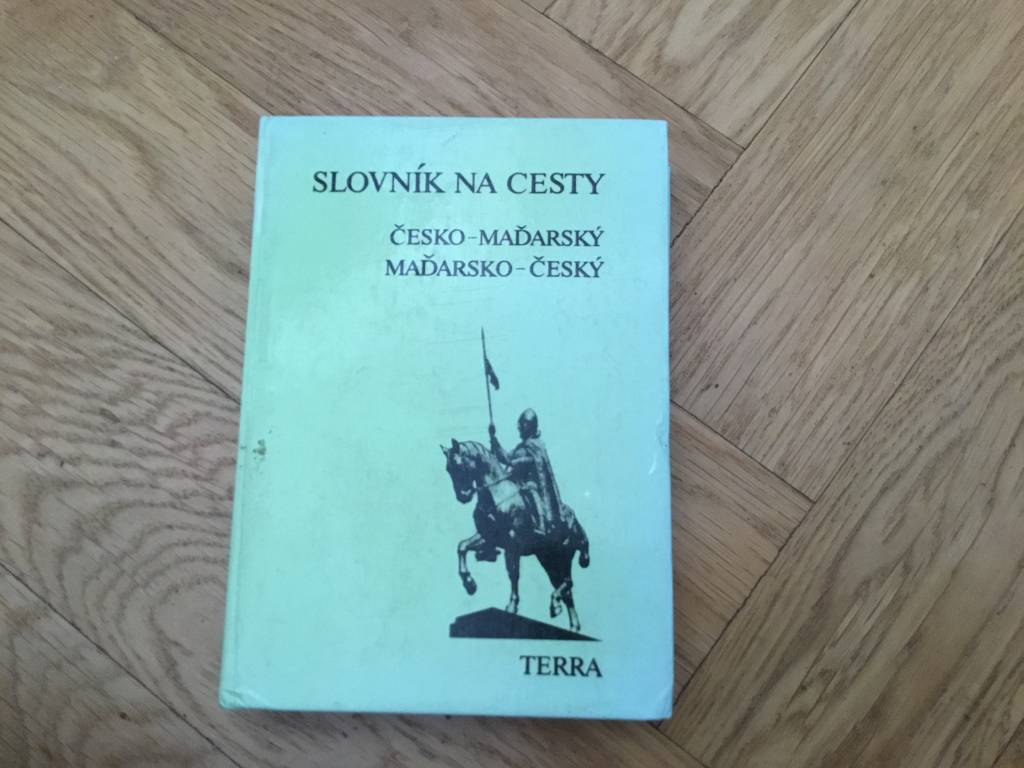 SLOVNÍK NA CESTY
ČESKO-MAĎARSKÝ
MAĎARSKO-ČESKÝ
TERRA